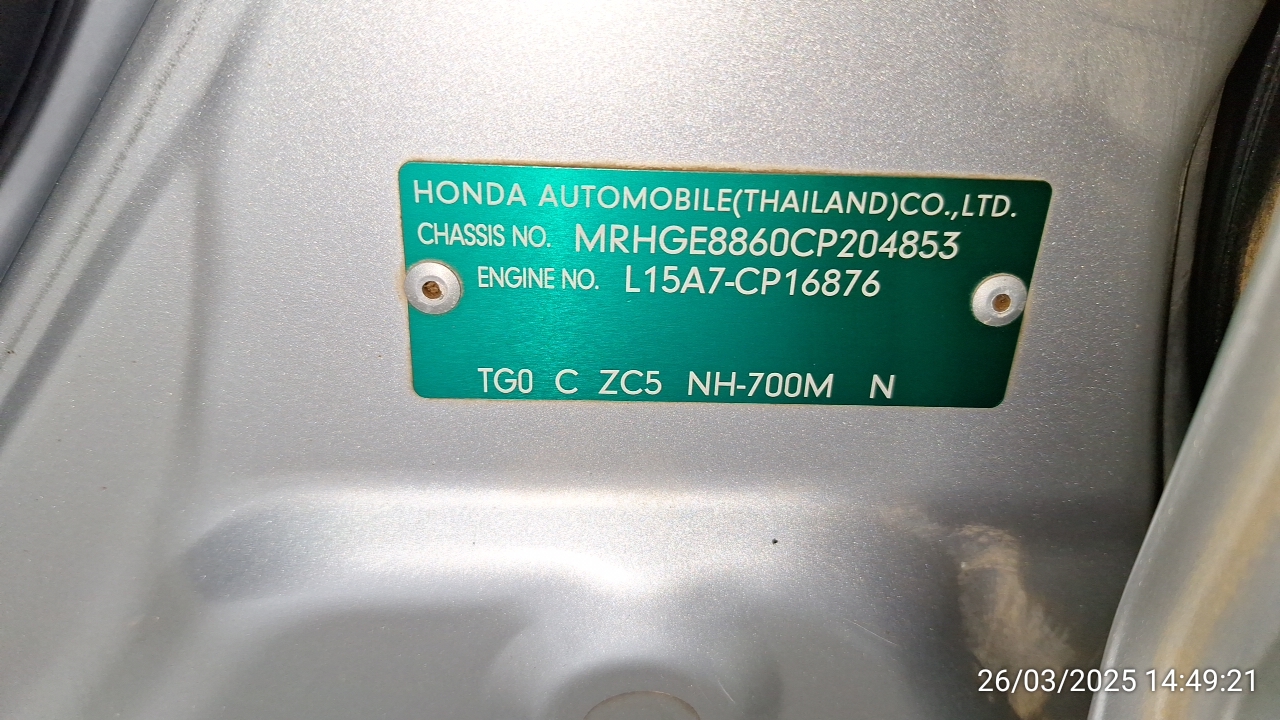 HONDA AUTOMOBILE(THAILAND)CO.,LTD.
CHASSIS NO. MRHGE8860CP204853
ENGINE NO. L15A7-CP16876
TG0 C ZC5 NH-700M N
26/03/2025 14:49:21